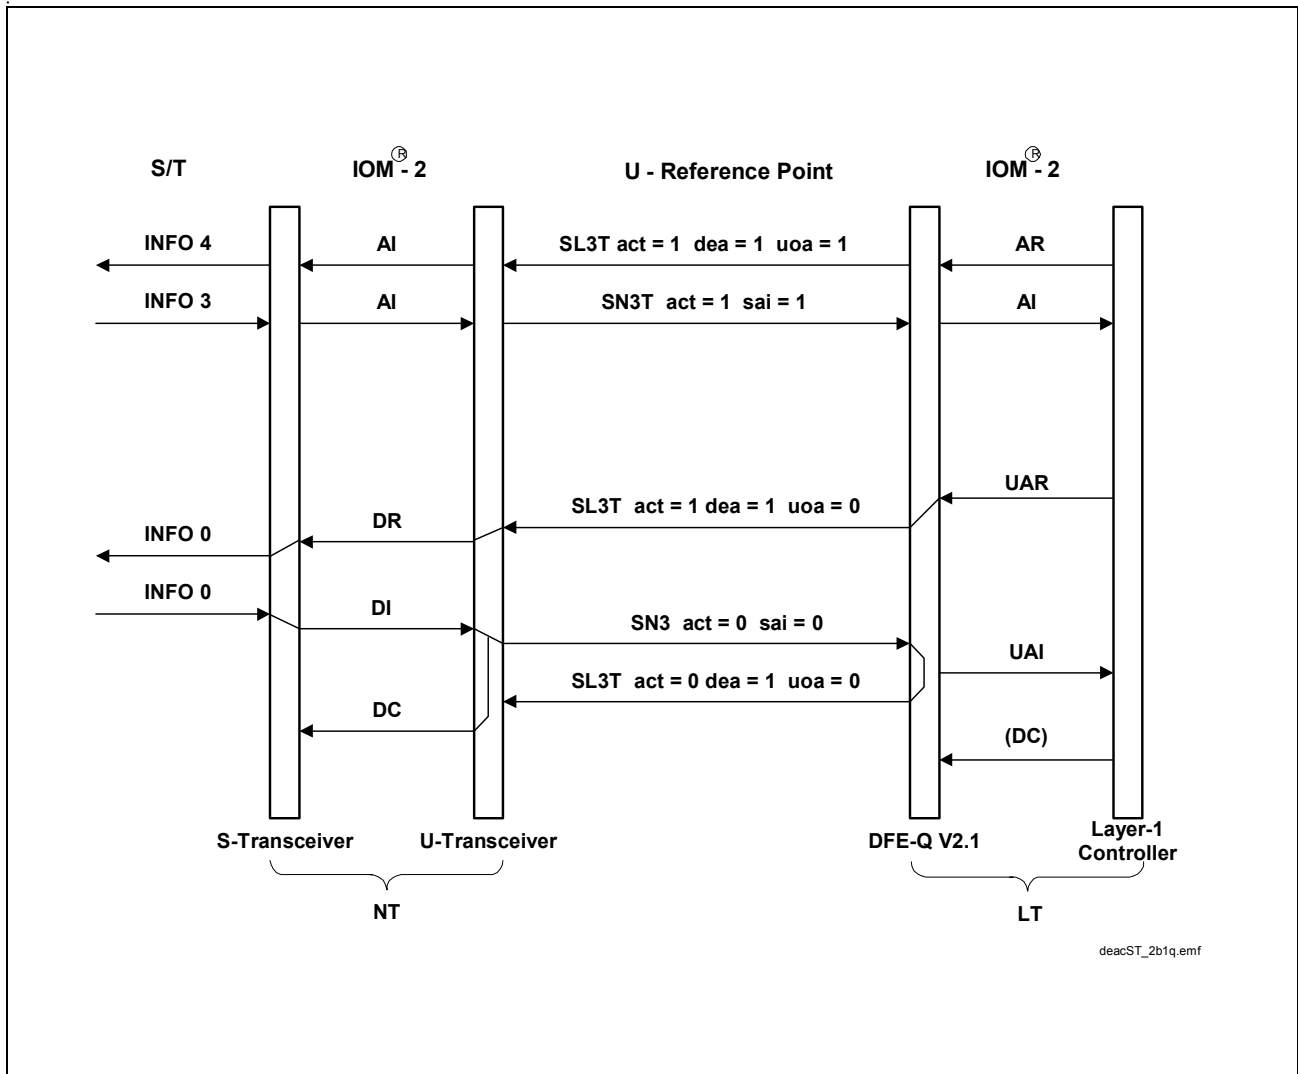 S/T IOM®-2 U - Reference Point IOM®- 2
INFO 4 AI SL3T act = 1 dea = 1 uoa = 1 AR
INFO 3 AI SN3T act = 1 sai = 1 AI
UAR
SL3T act = 1 dea = 1 uoa = 0
DR
INFO 0
INFO 0
DI
SN3 act = 0 sai = 0
UAI
SL3T act = 0 dea = 1 uoa = 0
DC
(DC)
S-Transceiver U-Transceiver DFE-Q V2.1 Layer-1
Controller
NT LT
deacST_2b1q.emf